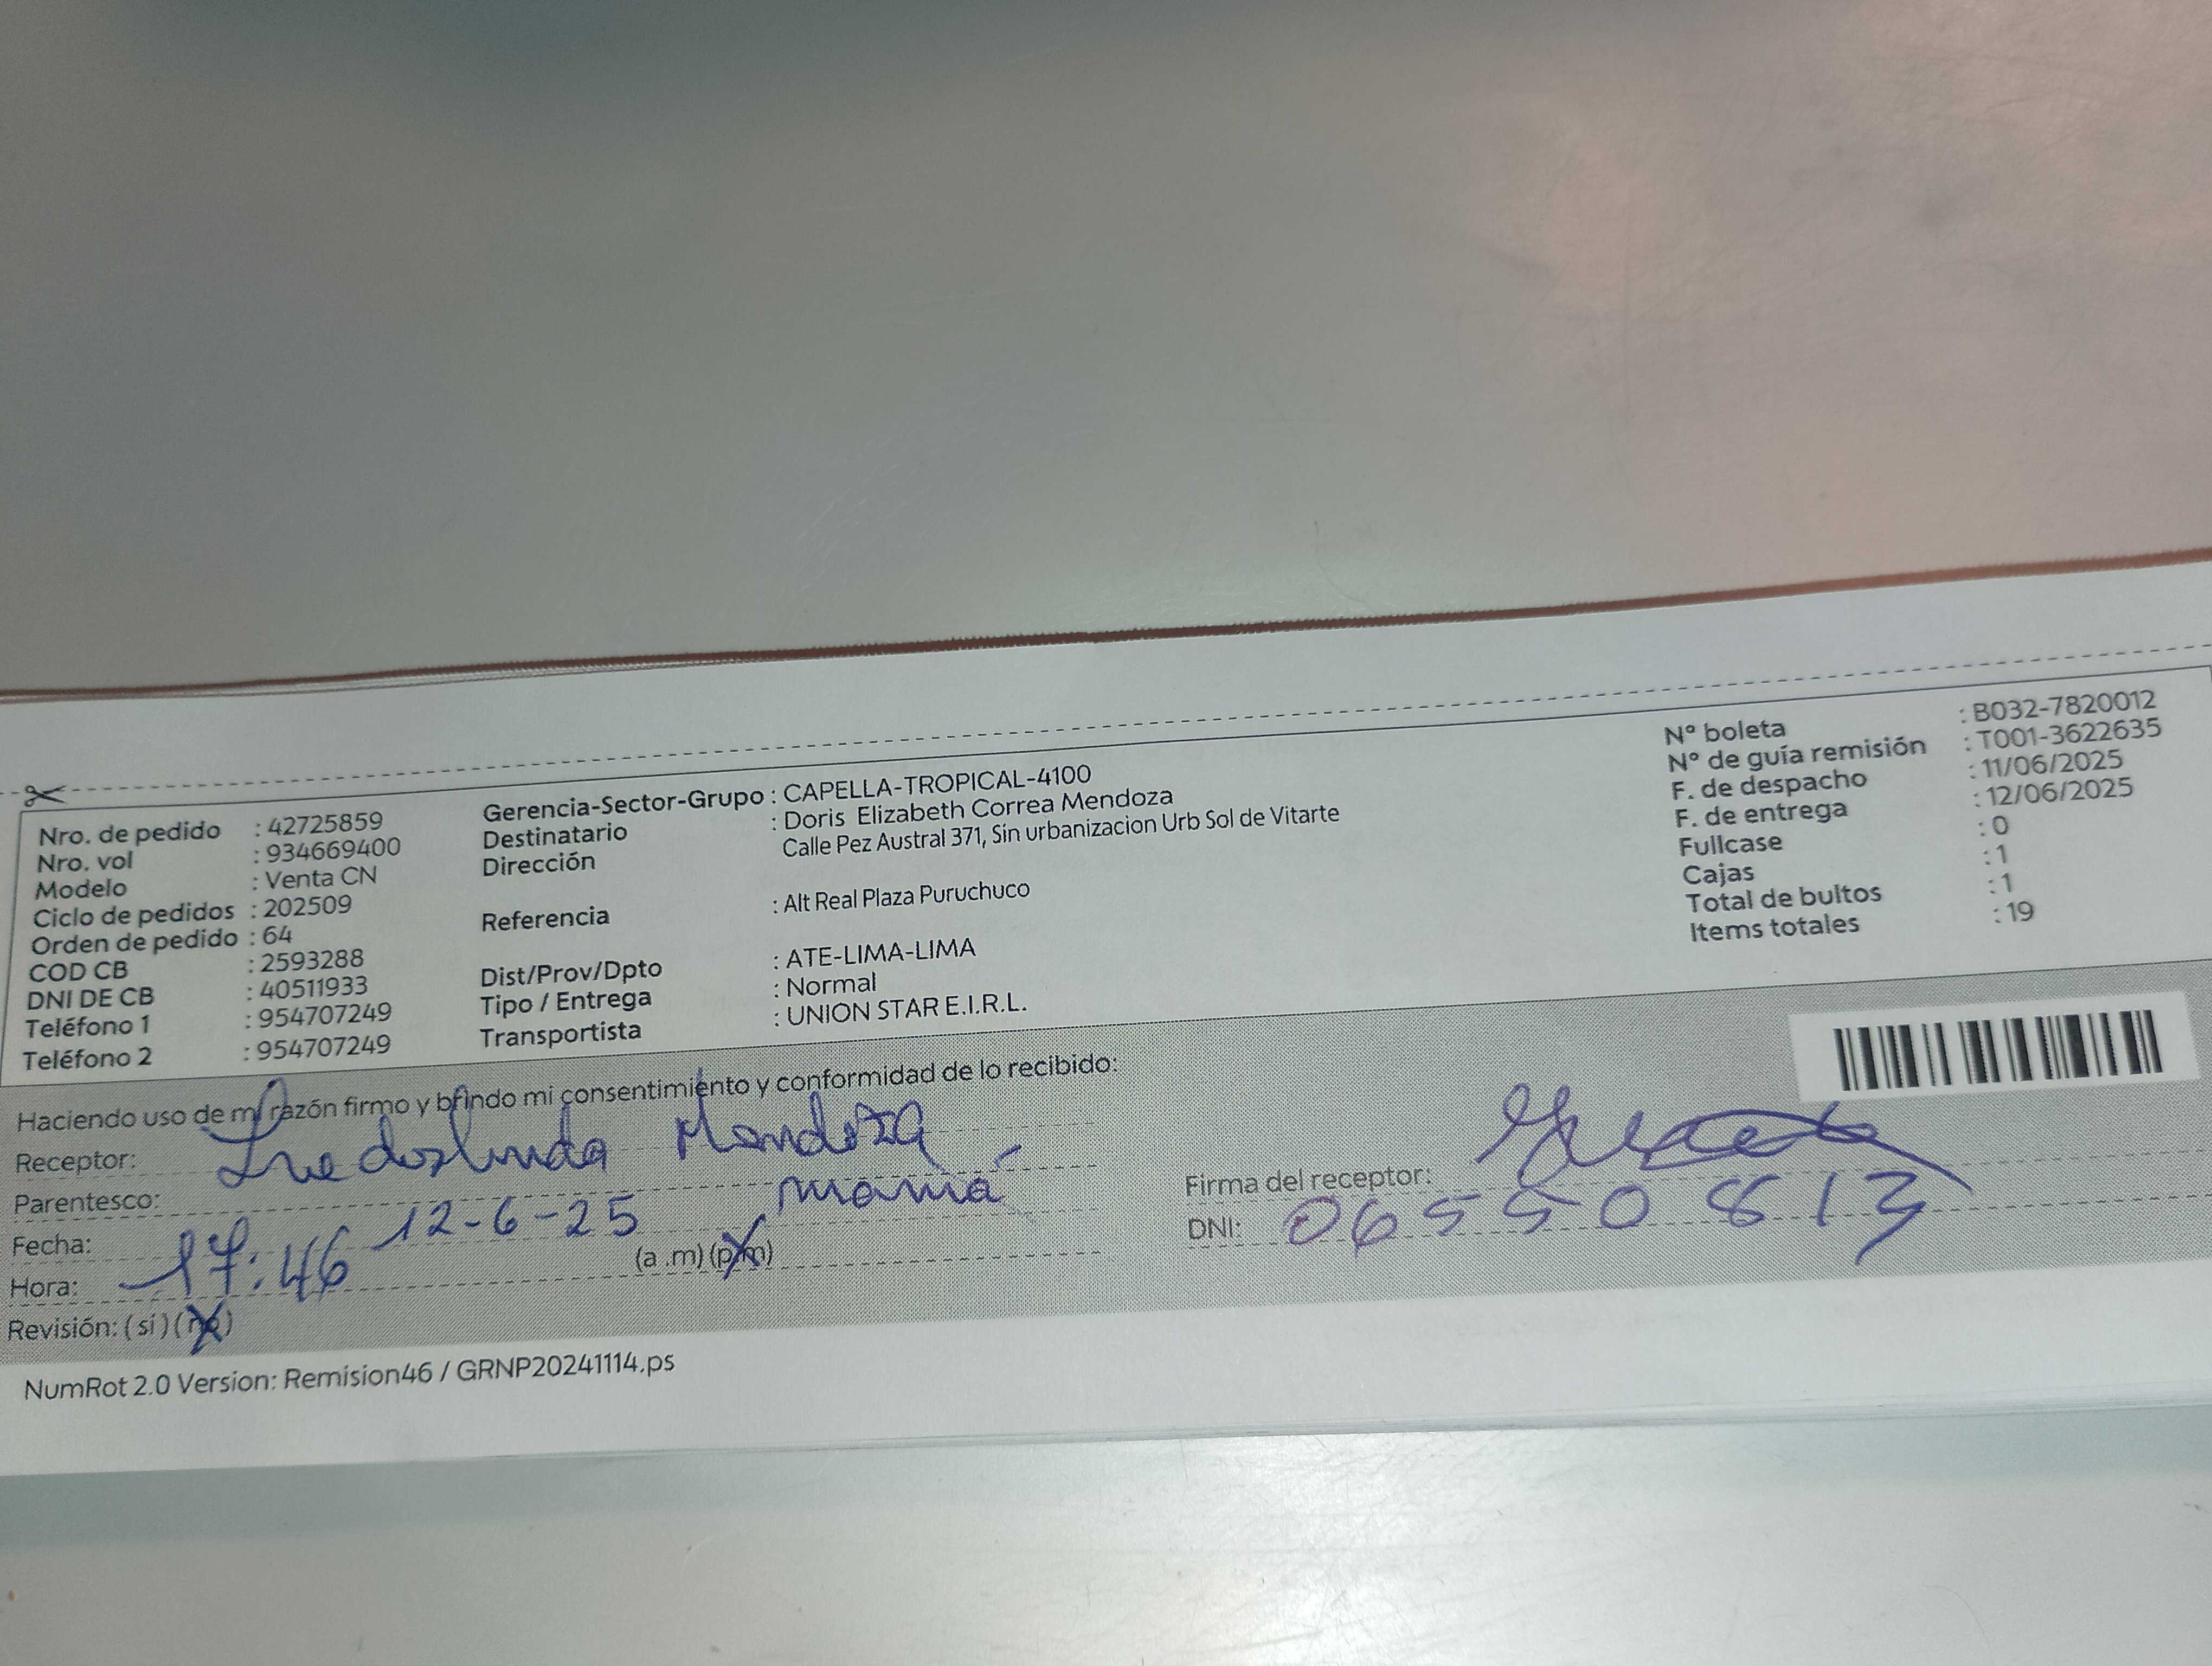 Nro. de pedido : 42725859
Nro. vol : 934669400
Modelo : Venta CN
Ciclo de pedidos : 202509
Orden de pedido : 64
COD CB : 2593288
DNI DE CB : 40511933
Teléfono 1 : 954707249
Teléfono 2 : 954707249
Gerencia-Sector-Grupo : CAPELLA-TROPICAL-4100
Destinatario : Doris Elizabeth Correa Mendoza
Dirección Calle Pez Austral 371, Sin urbanizacion Urb Sol de Vitarte
Referencia : Alt Real Plaza Puruchuco
Dist/Prov/Dpto : ATE-LIMA-LIMA
Tipo / Entrega : Normal
Transportista : UNION STAR E.I.R.L.
N° boleta : B032-7820012
N° de guía remisión : T001-3622635
F. de despacho : 11/06/2025
F. de entrega : 12/06/2025
Fullcase : 0
Cajas : 1
Total de bultos : 1
Items totales : 19
Haciendo uso de mi razón firmo y brindo mi consentimiento y conformidad de lo recibido:
Receptor: Mendoza
Parentesco: mamá
Fecha: 12-6-25
Hora: 17:46 (a .m) (p.m)
Revisión: (si) (no)
Firma del receptor:
DNI: 06550813
NumRot 2.0 Version: Remision46 / GRNP20241114.ps